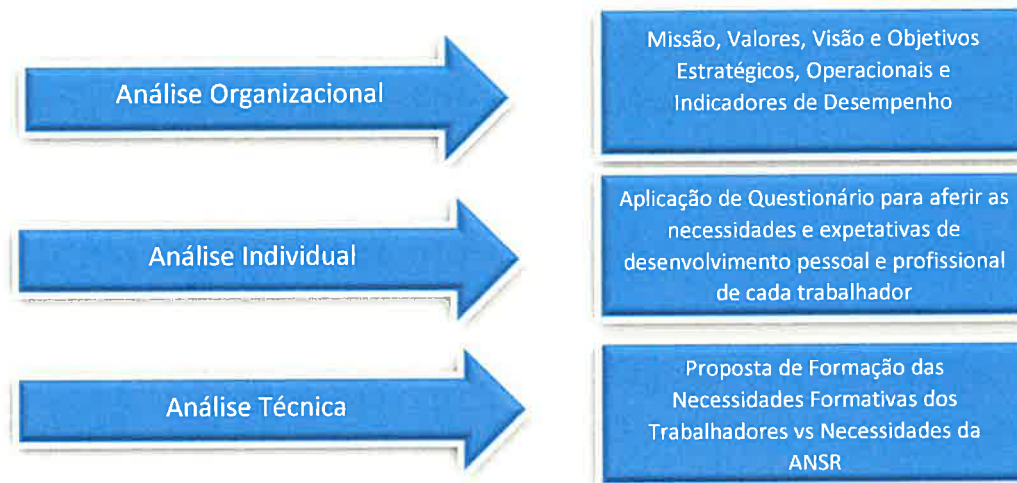 Análise Organizacional
Missão, Valores, Visão e Objetivos
Estratégicos, Operacionais e
Indicadores de Desempenho
Análise Individual
Aplicação de Questionário para aferir as
necessidades e expetativas de
desenvolvimento pessoal e profissional
de cada trabalhador
Análise Técnica
Proposta de Formação das
Necessidades Formativas dos
Trabalhadores vs Necessidades da
ANSR